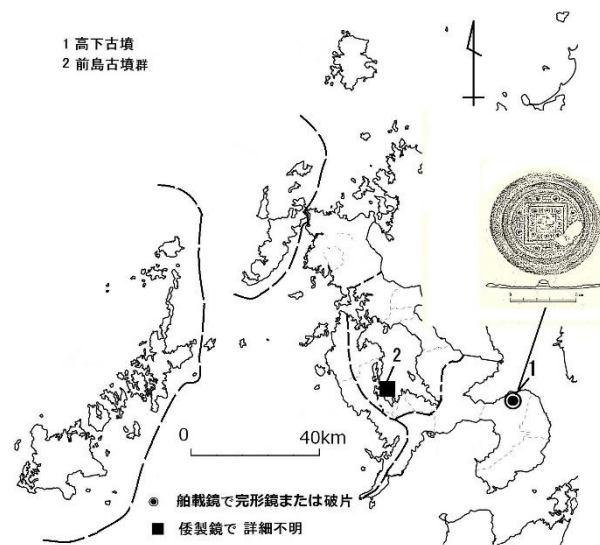 1 高下古墳
2 前島古墳群
1
2
0 40km
◉ 舶載鏡で完形鏡または破片
■ 倭製鏡で 詳細不明